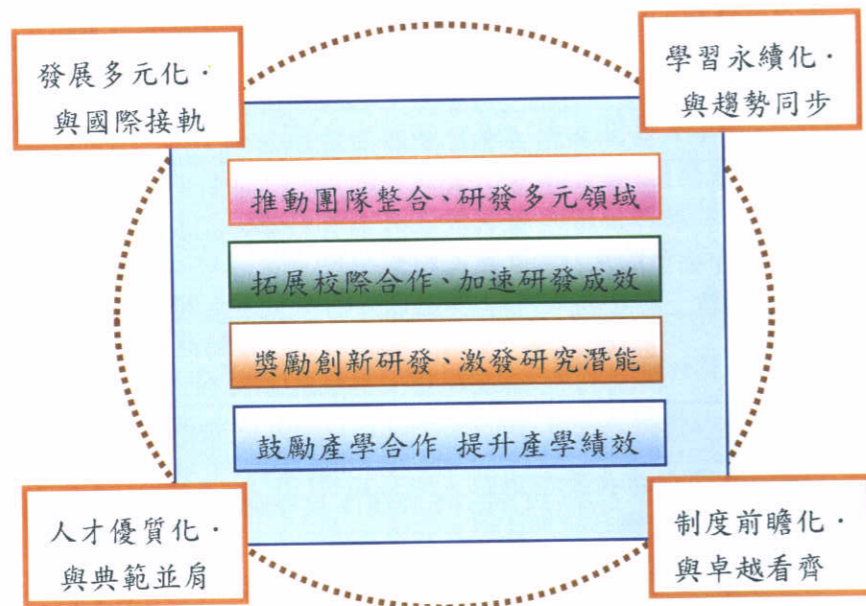 發展多元化·
與國際接軌
學習永續化·
與趨勢同步
推動團隊整合、研發多元領域
拓展校際合作、加速研發成效
獎勵創新研發、激發研究潛能
鼓勵產學合作 提升產學績效
人才優質化·
與典範並肩
制度前瞻化·
與卓越看齊